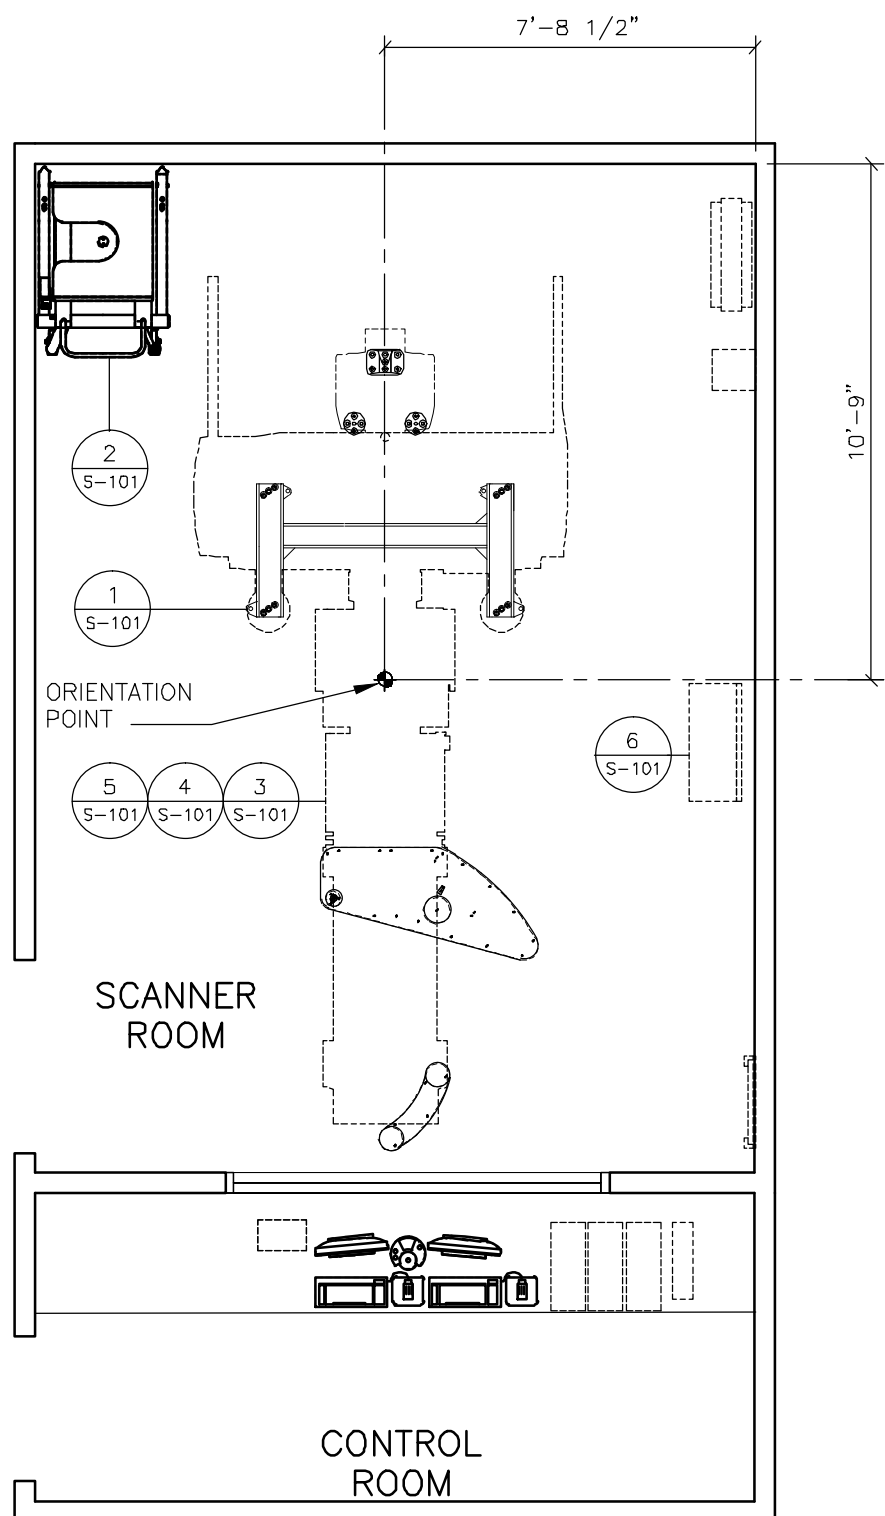 7'-8 1/2"
10'-9"
2
S-101
1
S-101
ORIENTATION
POINT
6
S-101
5
S-101
4
S-101
3
S-101
SCANNER
ROOM
CONTROL
ROOM